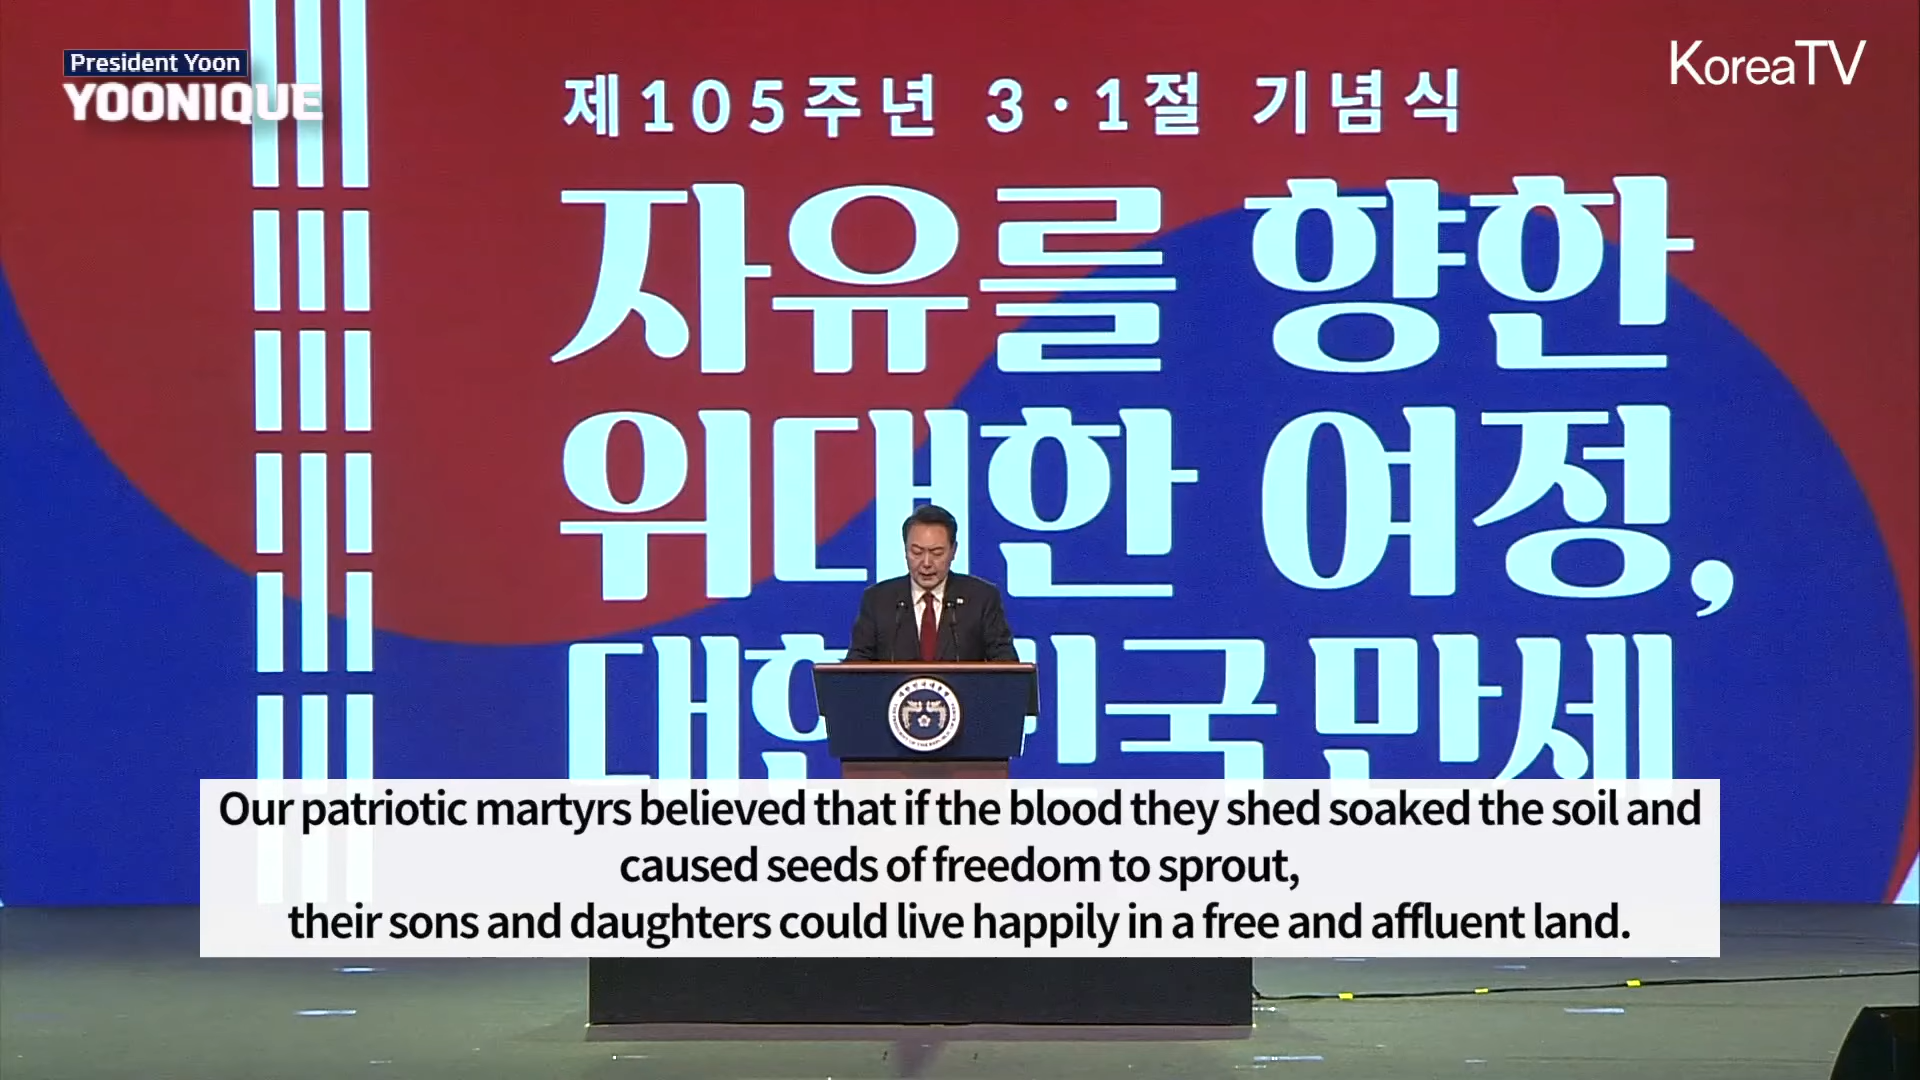 President Yoon
YOONIQUE
KoreaTV
제105주년 3·1절 기념식
자유를 향한
위대한 여정,
만세
Our patriotic martyrs believed that if the blood they shed soaked the soil and
caused seeds of freedom to sprout,
their sons and daughters could live happily in a free and affluent land.